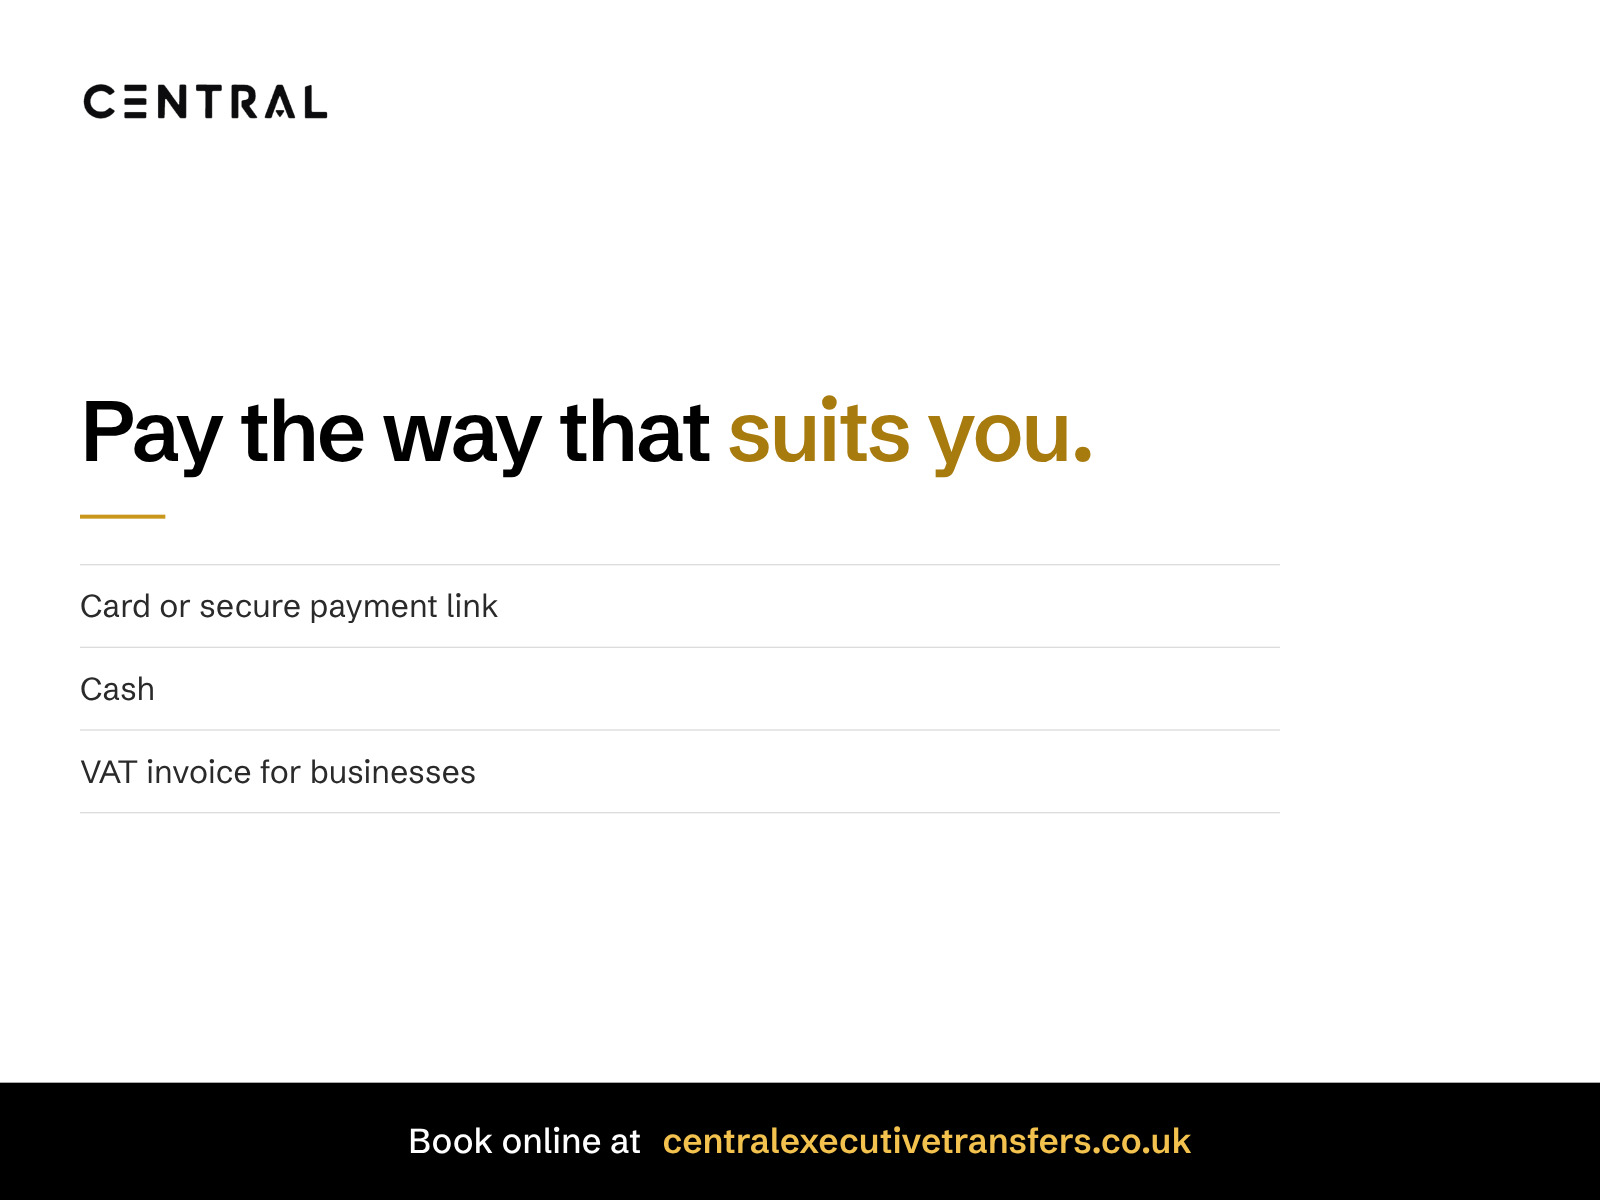 CENTRAL
Pay the way that suits you.
Card or secure payment link
Cash
VAT invoice for businesses
Book online at centralexecutivetransfers.co.uk